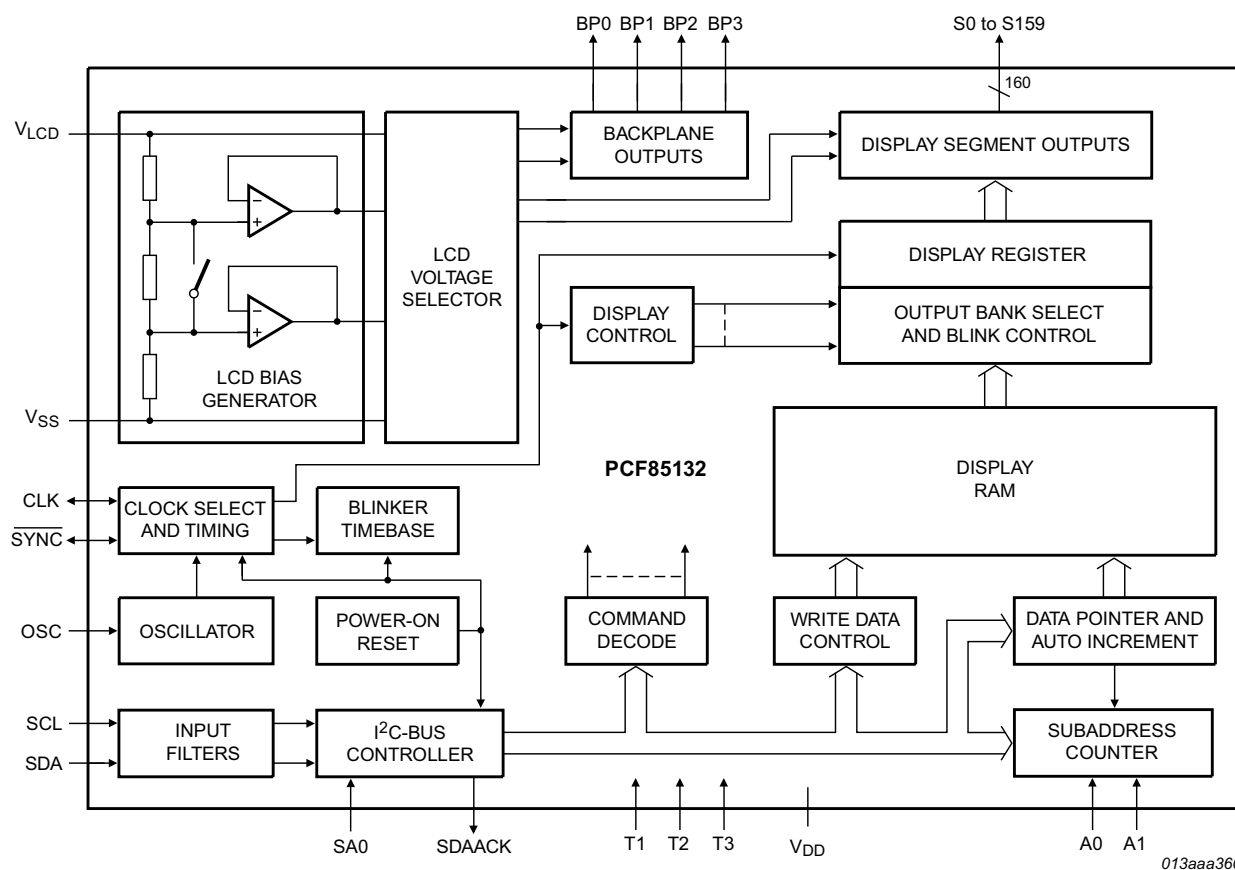 BP0 BP1 BP2 BP3
S0 to S159
160
VLCD
BACKPLANE
OUTPUTS
DISPLAY SEGMENT OUTPUTS
−
+
−
+
LCD
VOLTAGE
SELECTOR
LCD BIAS
GENERATOR
DISPLAY REGISTER
DISPLAY
CONTROL
OUTPUT BANK SELECT
AND BLINK CONTROL
VSS
PCF85132
DISPLAY
RAM
CLK
SYNC
CLOCK SELECT
AND TIMING
BLINKER
TIMEBASE
OSC
OSCILLATOR
POWER-ON
RESET
COMMAND
DECODE
WRITE DATA
CONTROL
DATA POINTER AND
AUTO INCREMENT
SCL
SDA
INPUT
FILTERS
I2C-BUS
CONTROLLER
SUBADDRESS
COUNTER
SA0 SDAACK T1 T2 T3 VDD A0 A1